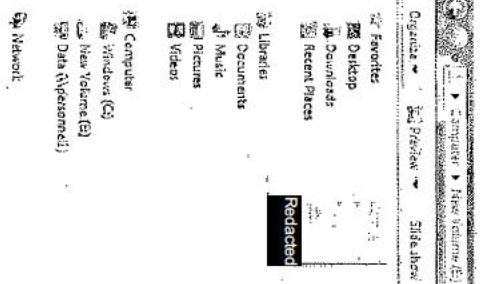 ▸ Computer ▸ New Volume (E:)
Organize ▾ Preview ▾ Slide show
Favorites
Desktop
Downloads
Recent Places
Libraries
Documents
Music
Pictures
Videos
Computer
Windows (C:)
New Volume (E:)
Network
Redacted